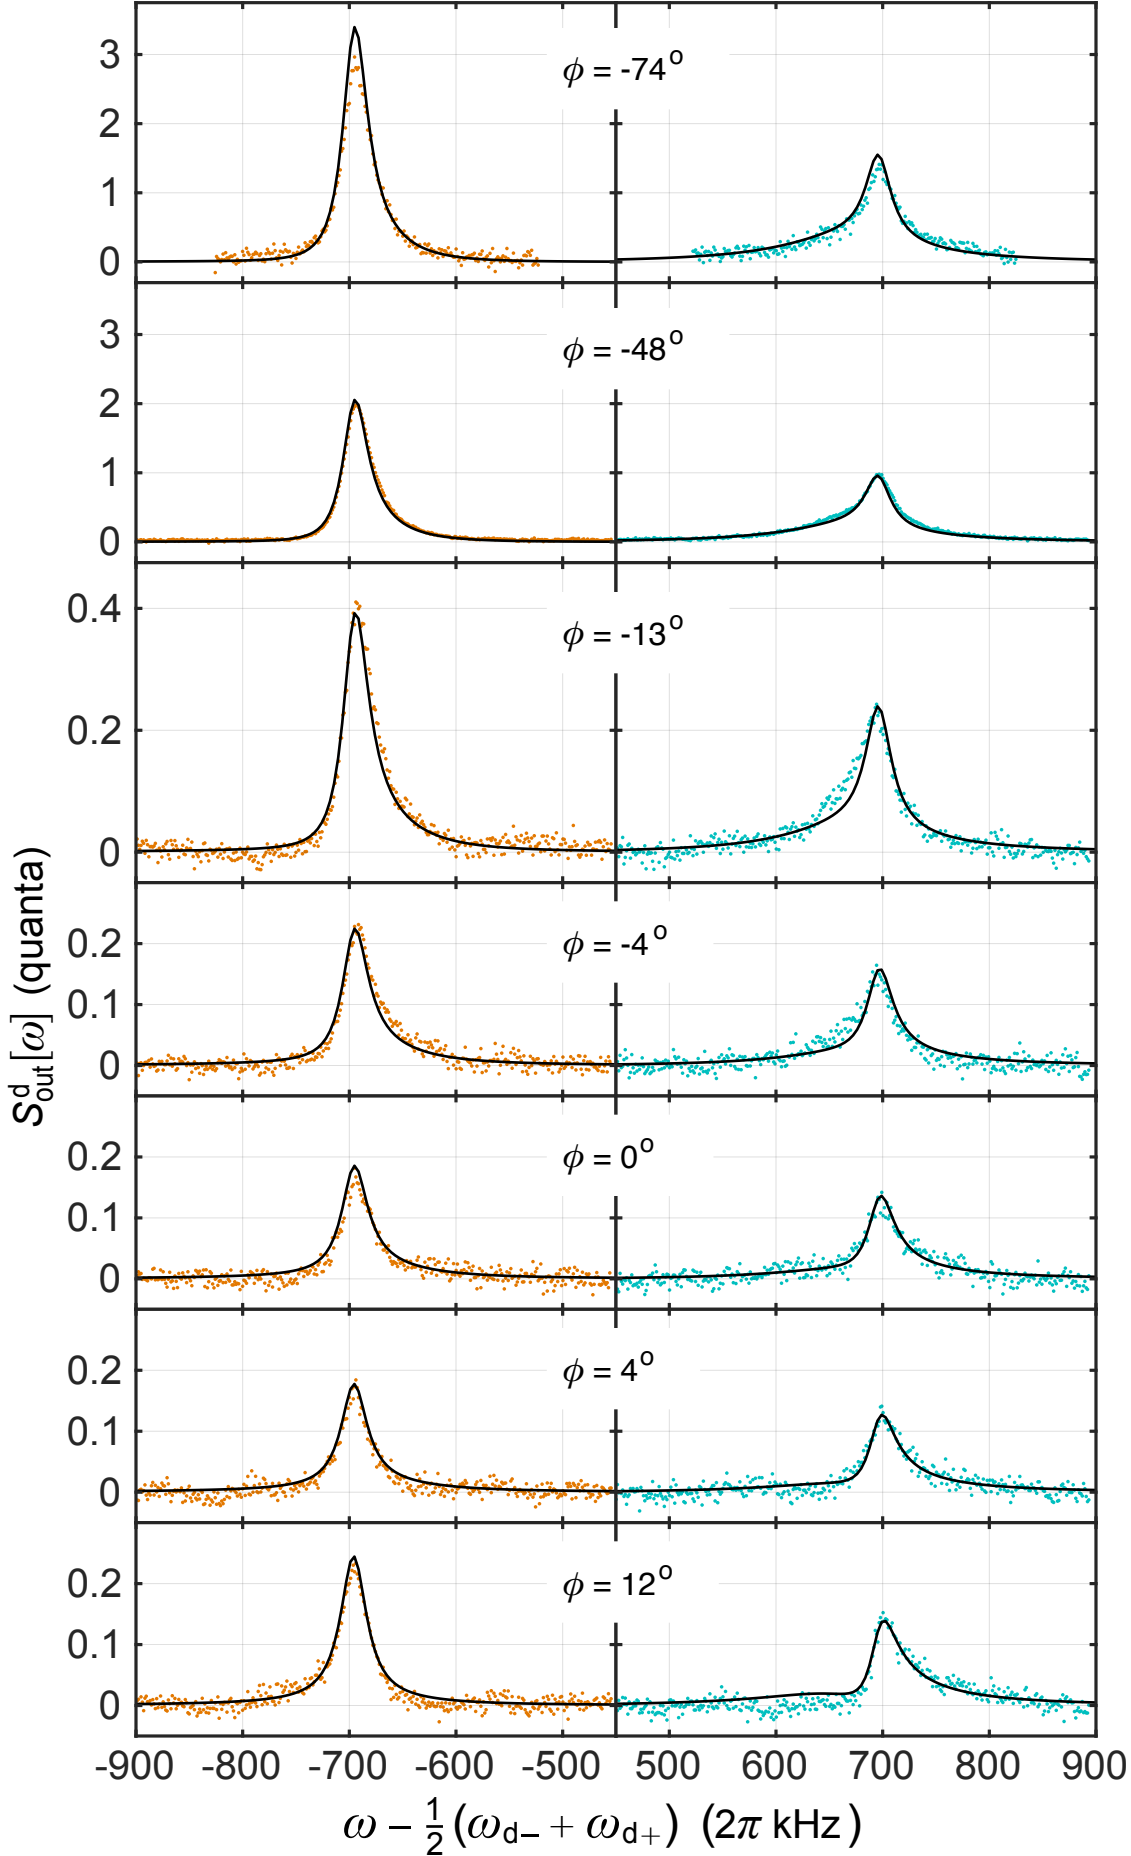 3
2
1
0
ϕ = -74°
3
2
1
0
ϕ = -48°
0.4
0.2
0
ϕ = -13°
0.2
0.1
0
ϕ = -4°
0.2
0.1
0
ϕ = 0°
0.2
0.1
0
ϕ = 4°
0.2
0.1
0
ϕ = 12°
S^d_out[ω] (quanta)
-900 -800 -700 -600 -500 500 600 700 800 900
ω − 1/2 (ω_d− + ω_d+) (2π kHz)